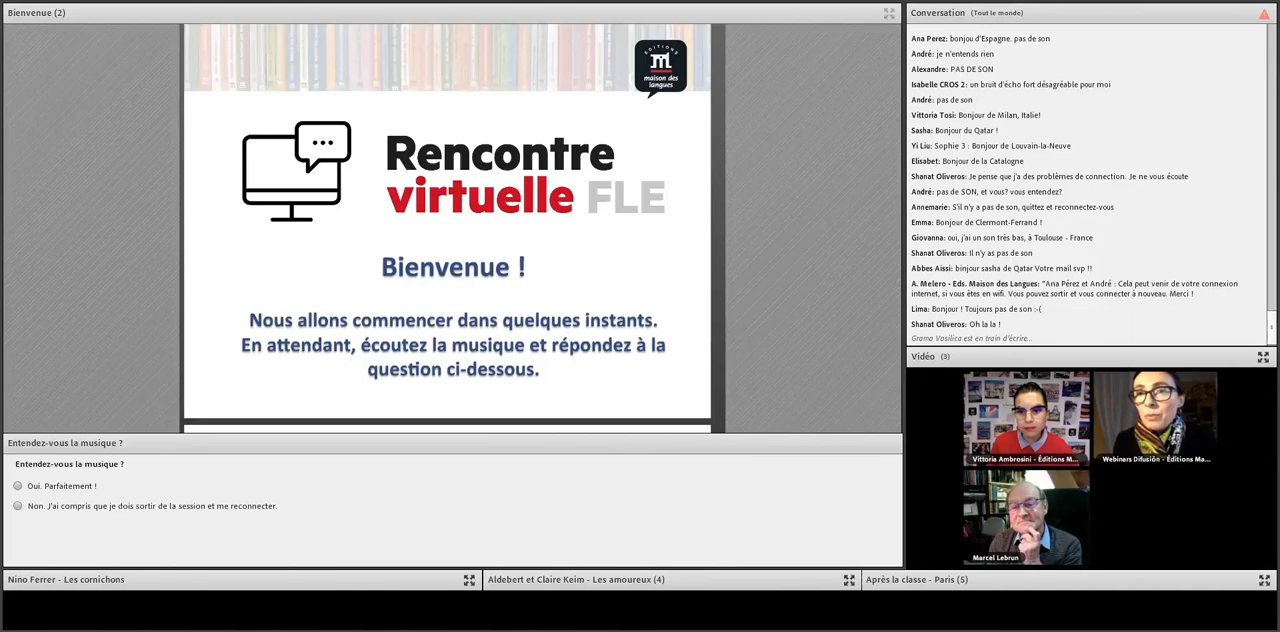 Bienvenue (2)
ÉDITIONS
maison des
langues
Rencontre
virtuelle FLE
Bienvenue !
Nous allons commencer dans quelques instants.
En attendant, écoutez la musique et répondez à la
question ci-dessous.
Entendez-vous la musique ?
Entendez-vous la musique ?
Oui. Parfaitement !
Non. J'ai compris que je dois sortir de la session et me reconnecter.
Conversation (Tout le monde)
Ana Perez: bonjou d'Espagne. pas de son
André: je n'entends rien
Alexandre: PAS DE SON
Isabelle CROS 2: un bruit d'écho fort désagréable pour moi
André: pas de son
Vittoria Tosi: Bonjour de Milan, Italie!
Sasha: Bonjour du Qatar !
Yi Liu: Sophie 3 : Bonjour de Louvain-la-Neuve
Elisabet: Bonjour de la Catalogne
Shanat Oliveros: Je pense que j'a des problèmes de connection. Je ne vous écoute
André: pas de SON, et vous? vous entendez?
Annemarie: S'il n'y a pas de son, quittez et reconnectez-vous
Emma: Bonjour de Clermont-Ferrand !
Giovanna: oui, j'ai un son très bas, à Toulouse - France
Shanat Oliveros: Il n'y as pas de son
Abbes Aissi: binjour sasha de Qatar Votre mail svp !!
A. Melero - Eds. Maison des Langues: "Ana Pérez et André : Cela peut venir de votre connexion
internet, si vous êtes en wifi. Vous pouvez sortir et vous connecter à nouveau. Merci !
Lima: Bonjour ! Toujours pas de son :-(
Shanat Oliveros: Oh la la !
Grama Vasilica est en train d'écrire...
Vidéo (3)
Vittoria Ambrosini - Éditions M...
Webinars Difusión - Éditions Ma...
Marcel Lebrun
Nino Ferrer - Les cornichons
Aldebert et Claire Keim - Les amoureux (4)
Après la classe - Paris (5)